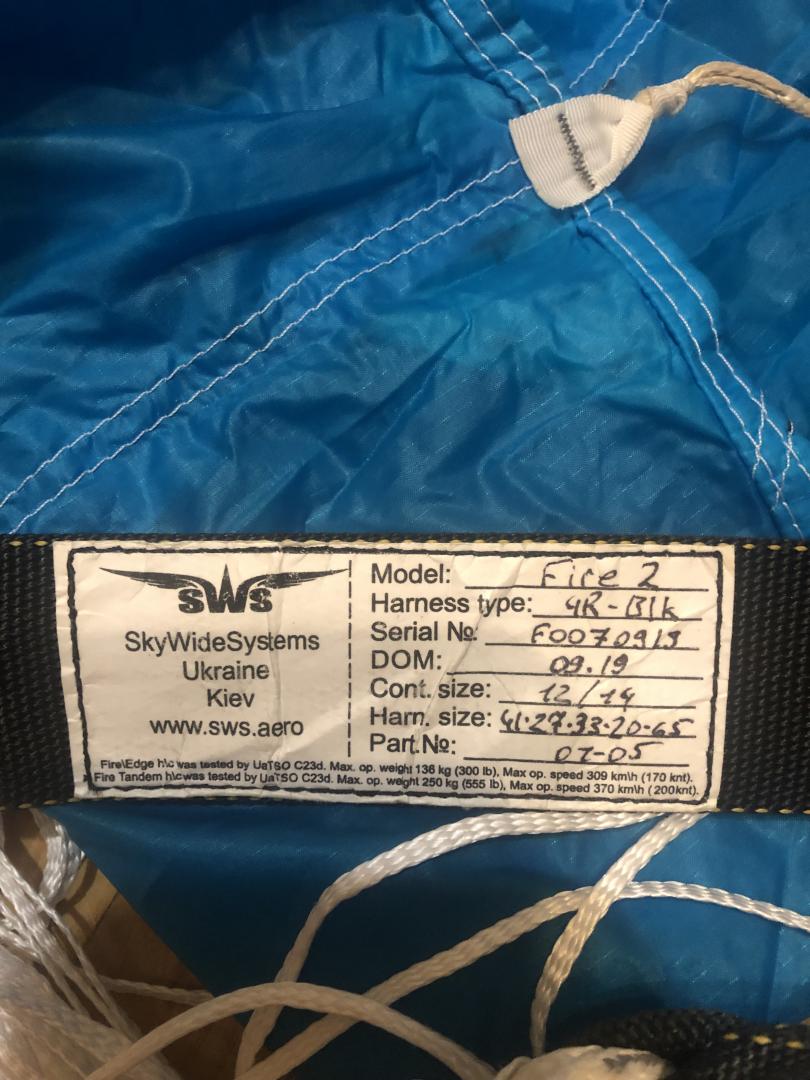 SWS
SkyWideSystems
Ukraine
Kiev
www.sws.aero
Model: Fire 2
Harness type: 4R-Blk
Serial №: F0070919
DOM: 09.19
Cont. size: 12/14
Harn. size: 41.27.33-20-65
Part.№: 07-05
Fire\Edge h\c was tested by UaTSO C23d. Max. op. weight 136 kg (300 lb), Max op. speed 309 km\h (170 knt).
Fire Tandem h\c was tested by UaTSO C23d. Max. op. weight 250 kg (555 lb), Max op. speed 370 km\h (200knt).